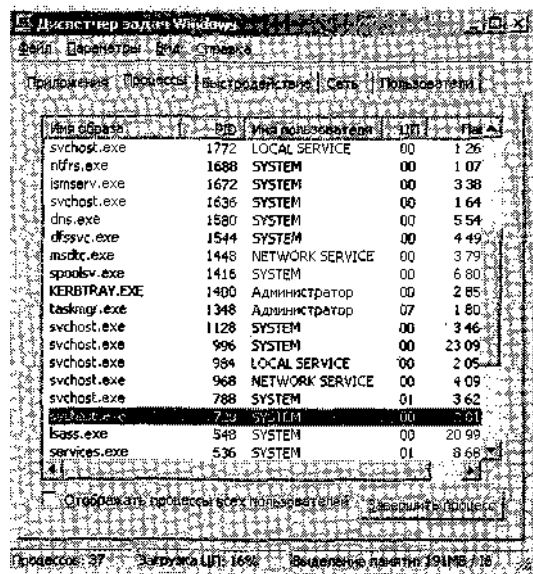 Диспетчер задач Windows
Файл Параметры Вид Справка
Приложения Процессы Быстродействие Сеть Пользователи
Имя образа PID Имя пользователя ЦП
svchost.exe 1772 LOCAL SERVICE 00 1 26
ntfrs.exe 1688 SYSTEM 00 1 07
ismserv.exe 1672 SYSTEM 00 3 38
svchost.exe 1636 SYSTEM 00 1 64
dns.exe 1580 SYSTEM 00 5 54
dfssvc.exe 1544 SYSTEM 00 4 49
msdtc.exe 1448 NETWORK SERVICE 00 3 79
spoolsv.exe 1416 SYSTEM 00 6 80
KERBTRAY.EXE 1400 Администратор 00 2 85
taskmgr.exe 1348 Администратор 07 1 80
svchost.exe 1128 SYSTEM 00 3 46
svchost.exe 996 SYSTEM 00 23 09
svchost.exe 984 LOCAL SERVICE 00 2 05
svchost.exe 968 NETWORK SERVICE 00 4 09
svchost.exe 788 SYSTEM 01 3 62
svchost.exe SYSTEM 00
lsass.exe 548 SYSTEM 00 20 99
services.exe 536 SYSTEM 01 8 68
Отображать процессы всех пользователей Завершить процесс
Процессов: 37 Загрузка ЦП: 16% Выделение памяти: 191MB / 16